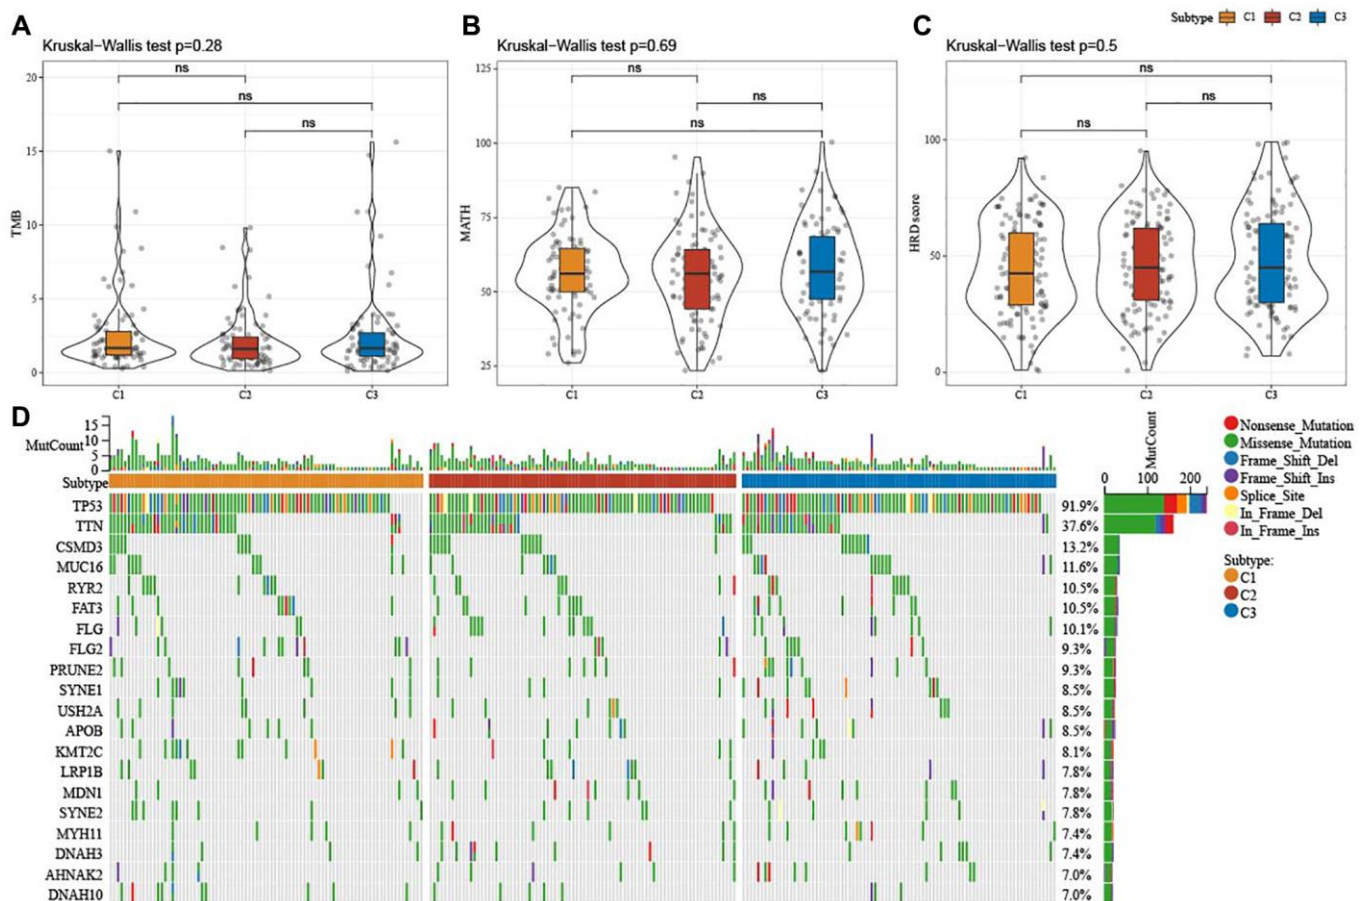 Subtype C1 C2 C3
A B C
Kruskal-Wallis test p=0.28
ns
ns
ns
20
15
10
5
0
TMB
C1 C2 C3
Kruskal-Wallis test p=0.69
ns
ns
ns
125
100
75
50
25
MATH
C1 C2 C3
Kruskal-Wallis test p=0.5
ns
ns
ns
100
50
0
HRD score
C1 C2 C3
D
MutCount
15
10
5
0
Subtype
MutCount
0 100 200
TP53 91.9%
TTN 37.6%
CSMD3 13.2%
MUC16 11.6%
RYR2 10.5%
FAT3 10.5%
FLG 10.1%
FLG2 9.3%
PRUNE2 9.3%
SYNE1 8.5%
USH2A 8.5%
APOB 8.5%
KMT2C 8.1%
LRP1B 7.8%
MDN1 7.8%
SYNE2 7.8%
MYH11 7.4%
DNAH3 7.4%
AHNAK2 7.0%
DNAH10 7.0%
Nonsense_Mutation
Missense_Mutation
Frame_Shift_Del
Frame_Shift_Ins
Splice_Site
In_Frame_Del
In_Frame_Ins
Subtype:
C1
C2
C3